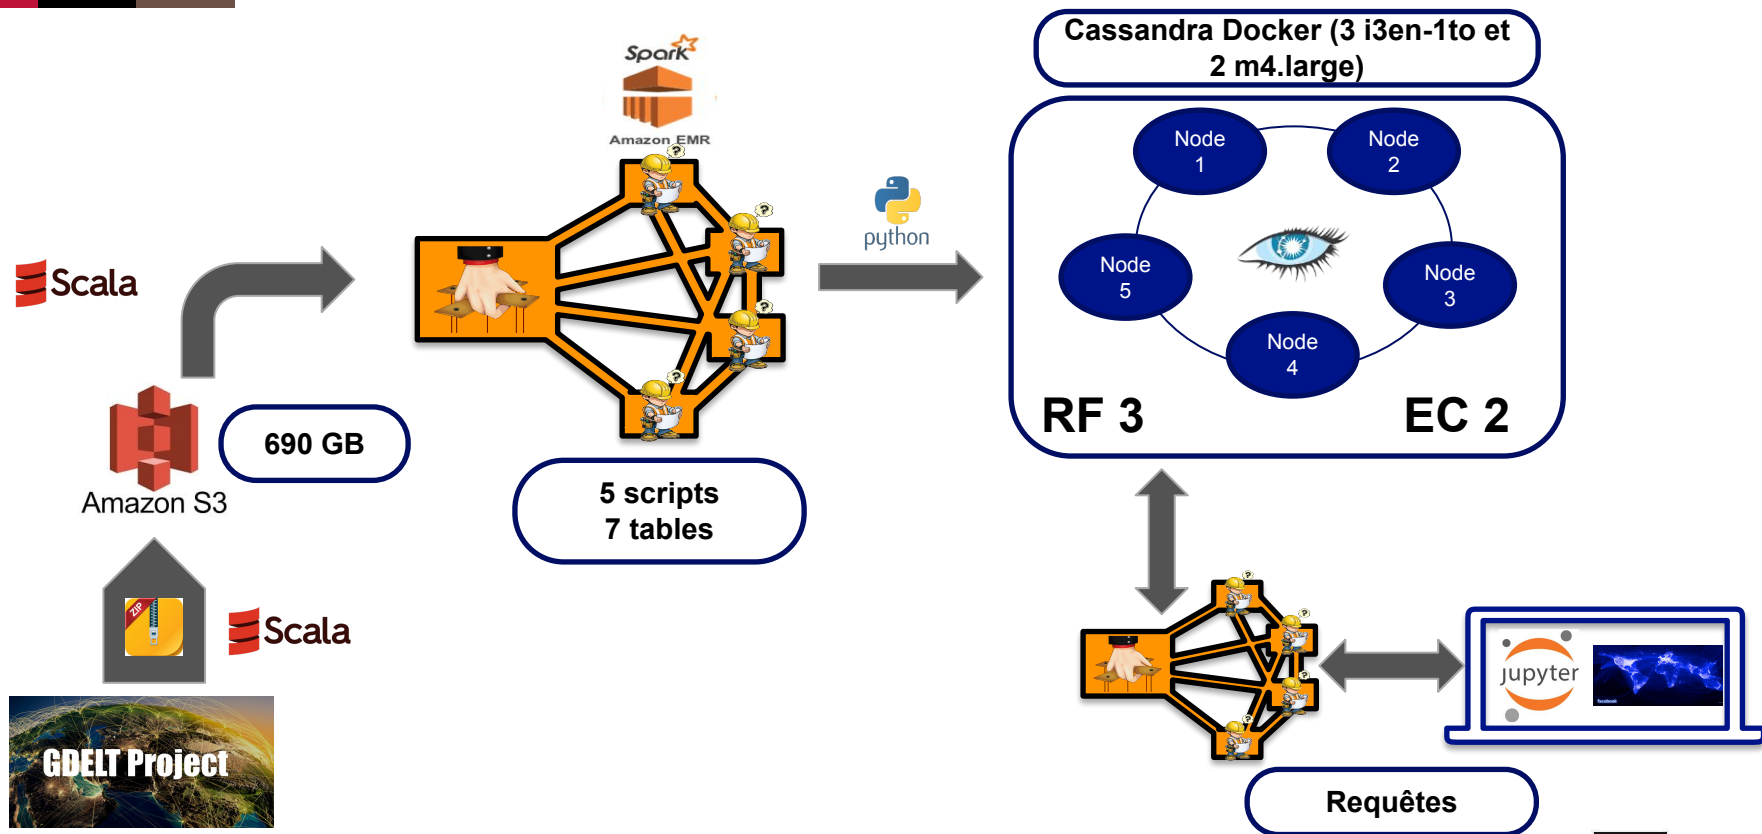 Cassandra Docker (3 i3en-1to et
2 m4.large)
Spark
Amazon EMR
?
?
?
?
Node
1
Node
2
Node
3
Node
4
Node
5
RF 3
EC 2
python
Scala
690 GB
Amazon S3
5 scripts
7 tables
ZIP
Scala
GDELT Project
?
?
?
?
jupyter
facebook
Requêtes